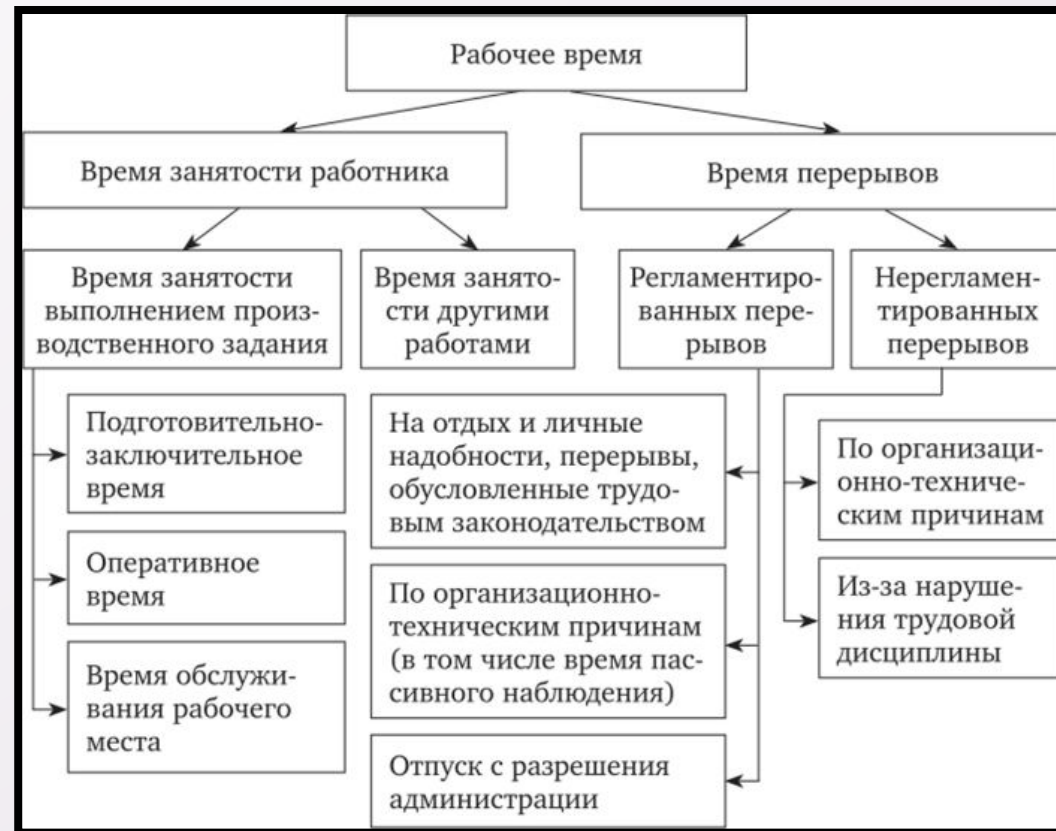 Рабочее время
Время занятости работника
Время перерывов
Время занятости
выполнением произ-
водственного задания
Время занято-
сти другими
работами
Регламентиро-
ванных пере-
рывов
Нерегламен-
тированных
перерывов
Подготовительно-
заключительное
время
Оперативное
время
Время обслужи-
вания рабочего
места
На отдых и личные
надобности, перерывы,
обусловленные трудо-
вым законодательством
По организационно-
техническим причинам
(в том числе время пас-
сивного наблюдения)
Отпуск с разрешения
администрации
По организаци-
онно-техниче-
ским причинам
Из-за наруше-
ния трудовой
дисциплины